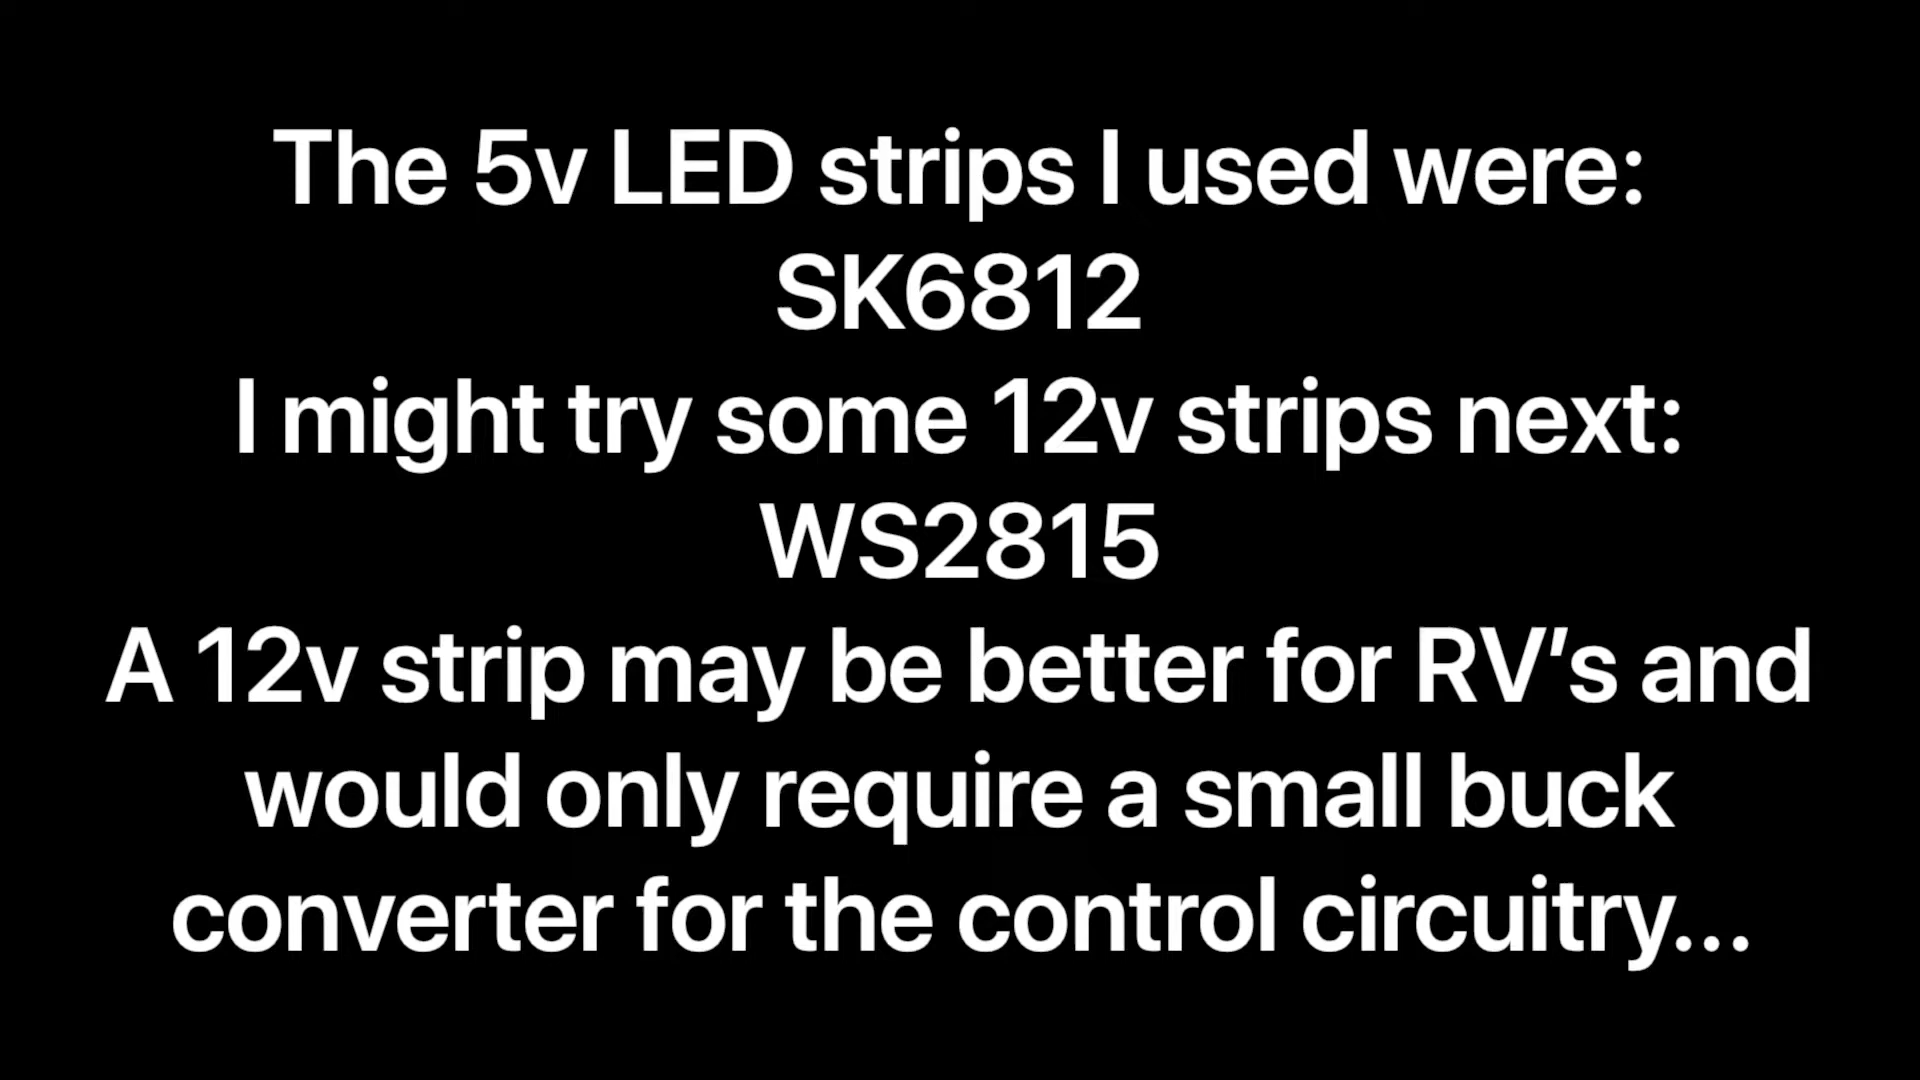 The 5v LED strips I used were:
SK6812
I might try some 12v strips next:
WS2815
A 12v strip may be better for RV's and
would only require a small buck
converter for the control circuitry...